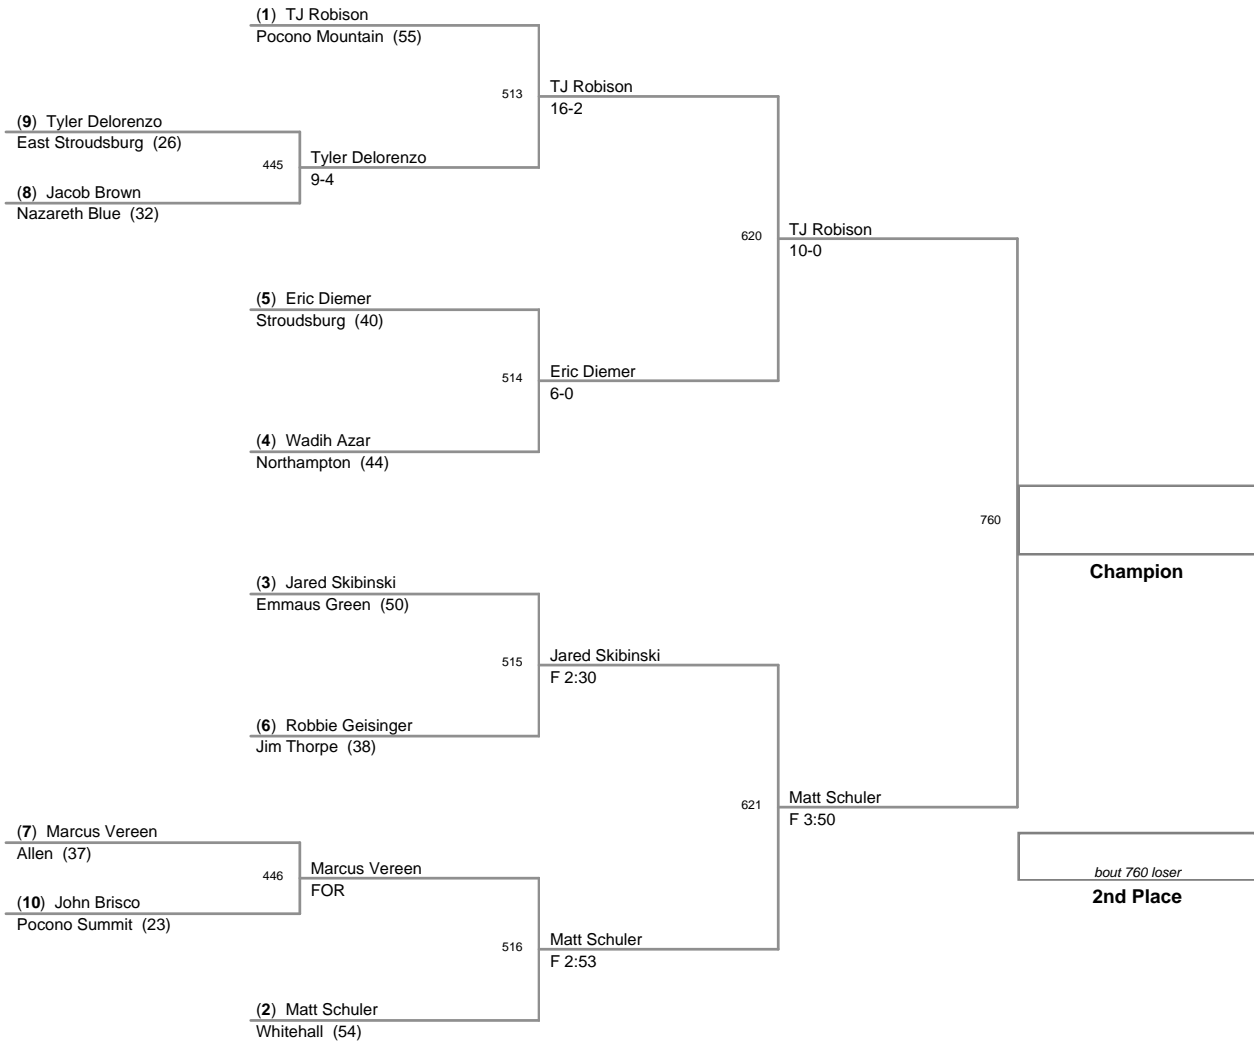 (1) TJ Robison
Pocono Mountain (55)
513
TJ Robison
16-2
(9) Tyler Delorenzo
East Stroudsburg (26)
445
Tyler Delorenzo
9-4
(8) Jacob Brown
Nazareth Blue (32)
620
TJ Robison
10-0
(5) Eric Diemer
Stroudsburg (40)
514
Eric Diemer
6-0
(4) Wadih Azar
Northampton (44)
760
Champion
(3) Jared Skibinski
Emmaus Green (50)
515
Jared Skibinski
F 2:30
(6) Robbie Geisinger
Jim Thorpe (38)
621
Matt Schuler
F 3:50
(7) Marcus Vereen
Allen (37)
446
Marcus Vereen
FOR
(10) John Brisco
Pocono Summit (23)
bout 760 loser
2nd Place
516
Matt Schuler
F 2:53
(2) Matt Schuler
Whitehall (54)